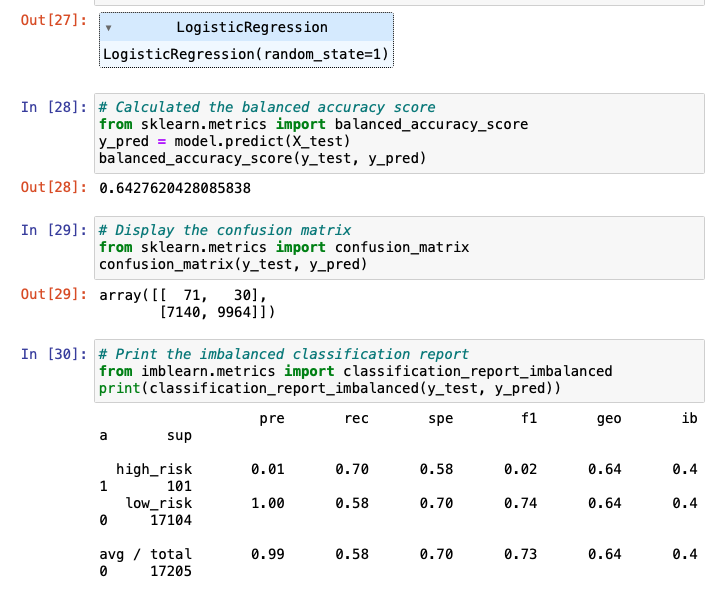 Out[27]:
▾ LogisticRegression
LogisticRegression(random_state=1)
In [28]: # Calculated the balanced accuracy score
from sklearn.metrics import balanced_accuracy_score
y_pred = model.predict(X_test)
balanced_accuracy_score(y_test, y_pred)
Out[28]: 0.6427620428085838
In [29]: # Display the confusion matrix
from sklearn.metrics import confusion_matrix
confusion_matrix(y_test, y_pred)
Out[29]: array([[  71,   30],
       [7140, 9964]])
In [30]: # Print the imbalanced classification report
from imblearn.metrics import classification_report_imbalanced
print(classification_report_imbalanced(y_test, y_pred))
                   pre       rec       spe        f1       geo       ib
a       sup
  high_risk       0.01      0.70      0.58      0.02      0.64      0.4
1       101
   low_risk       1.00      0.58      0.70      0.74      0.64      0.4
0     17104
avg / total       0.99      0.58      0.70      0.73      0.64      0.4
0     17205